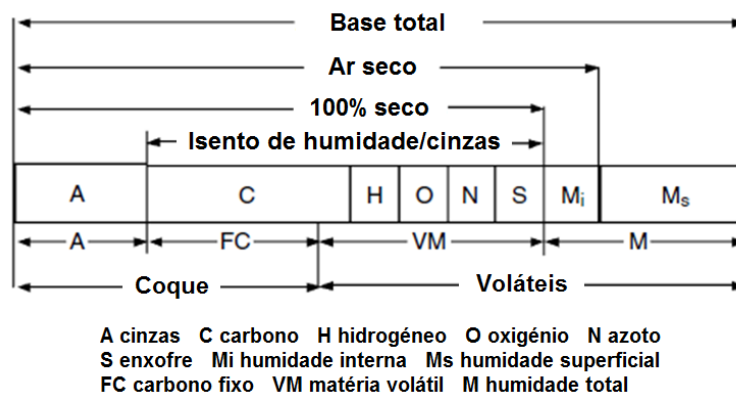 Base total
Ar seco
100% seco
Isento de humidade/cinzas
A C H O N S Mi Ms
A FC VM M
Coque Voláteis
A cinzas C carbono H hidrogéneo O oxigénio N azoto
S enxofre Mi humidade interna Ms humidade superficial
FC carbono fixo VM matéria volátil M humidade total